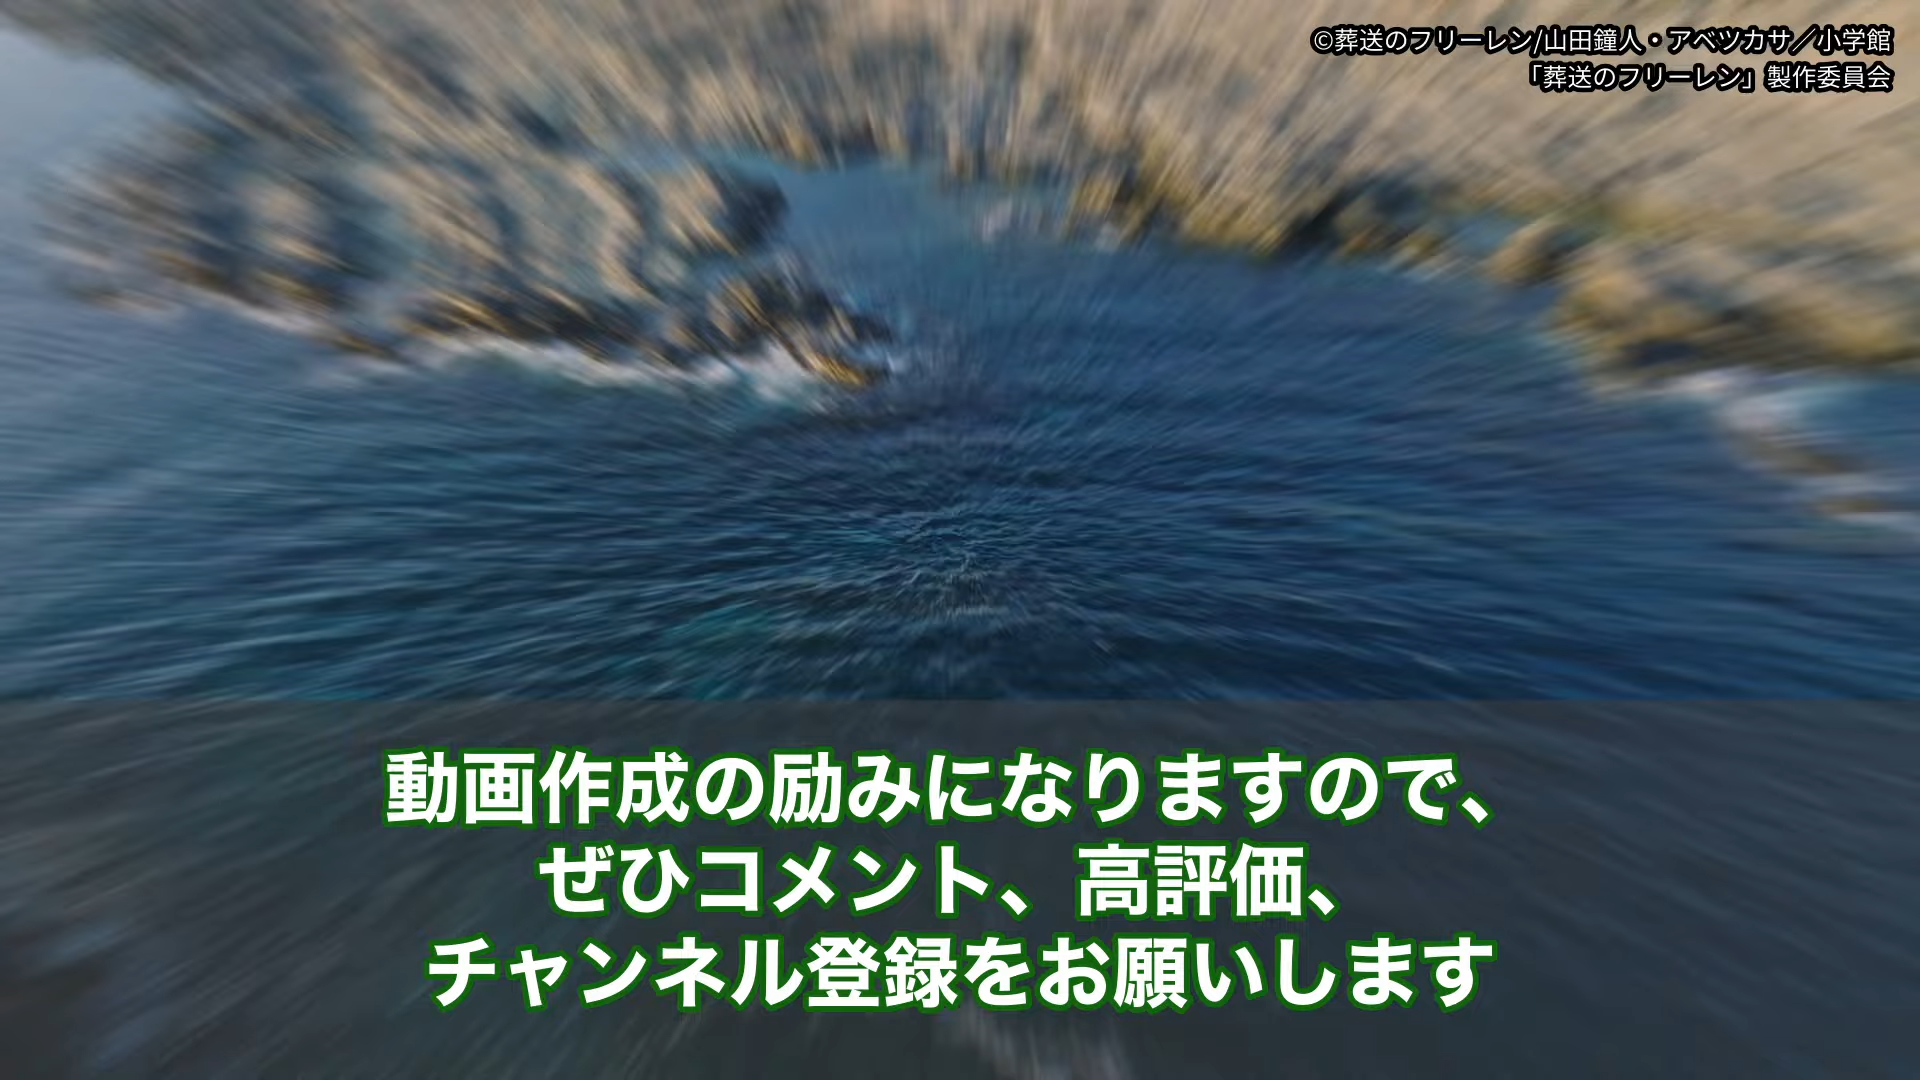 ©葬送のフリーレン/山田鐘人・アベツカサ／小学館
「葬送のフリーレン」製作委員会
動画作成の励みになりますので、
ぜひコメント、高評価、
チャンネル登録をお願いします